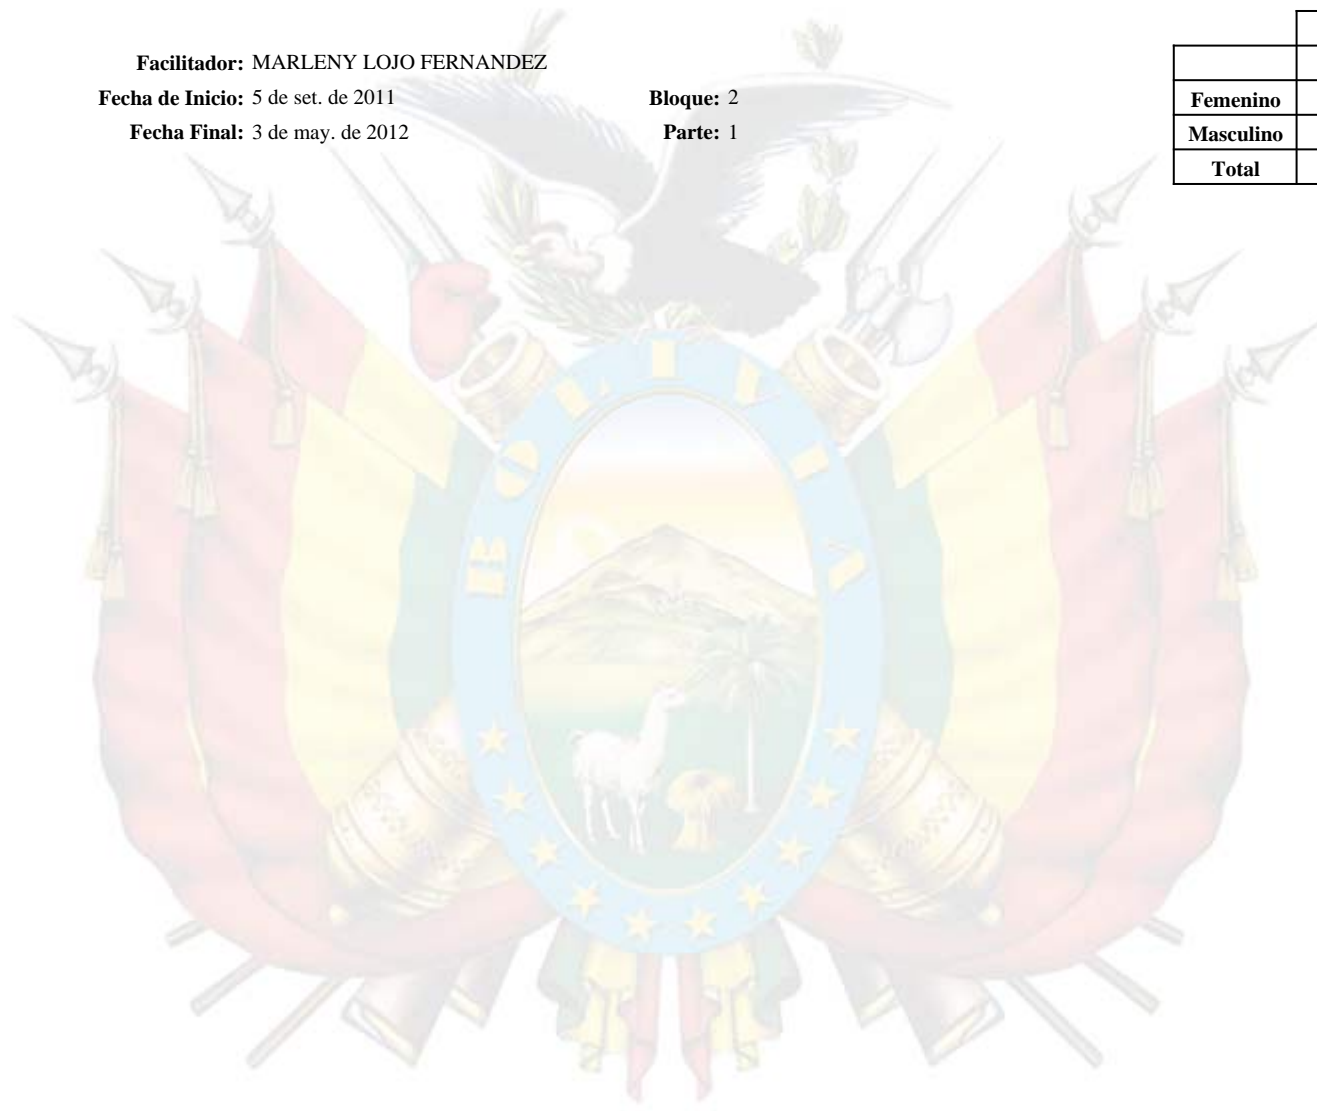 Facilitador: MARLENY LOJO FERNANDEZ
Fecha de Inicio: 5 de set. de 2011 Bloque: 2
Fecha Final: 3 de may. de 2012 Parte: 1
Femenino
Masculino
Total
BOLIVIA